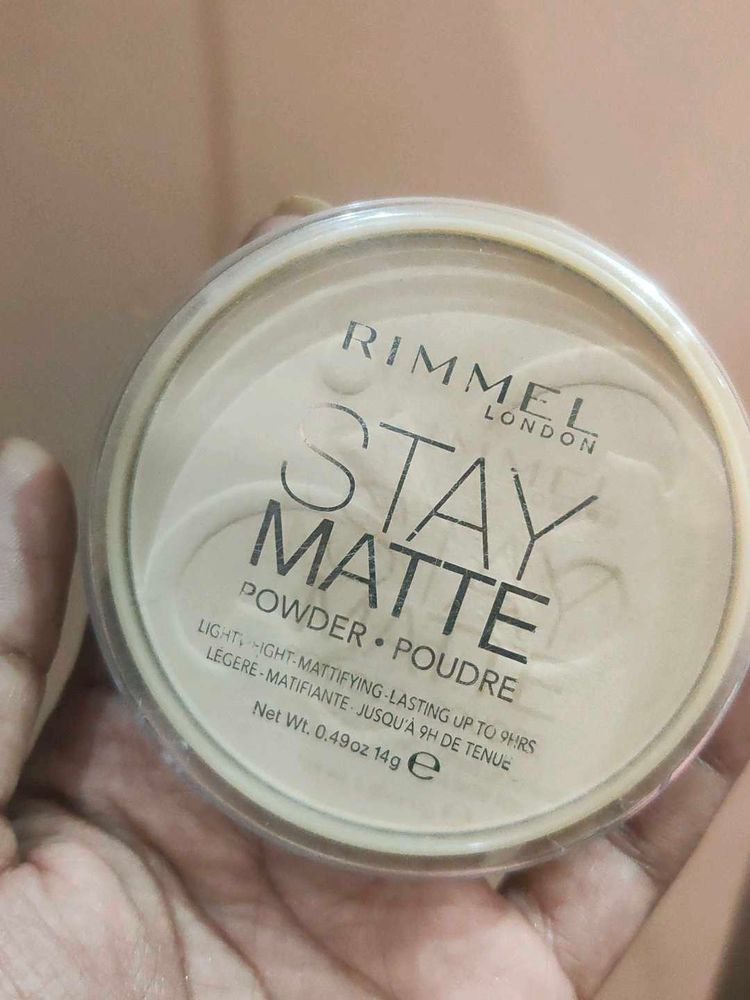 RIMMEL
LONDON
STAY
MATTE
POWDER • POUDRE
LIGHTWEIGHT-MATTIFYING-LASTING UP TO 9HRS
LÉGÈRE-MATIFIANTE-JUSQU'À 9H DE TENUE
Net Wt. 0.49oz 14g ℮